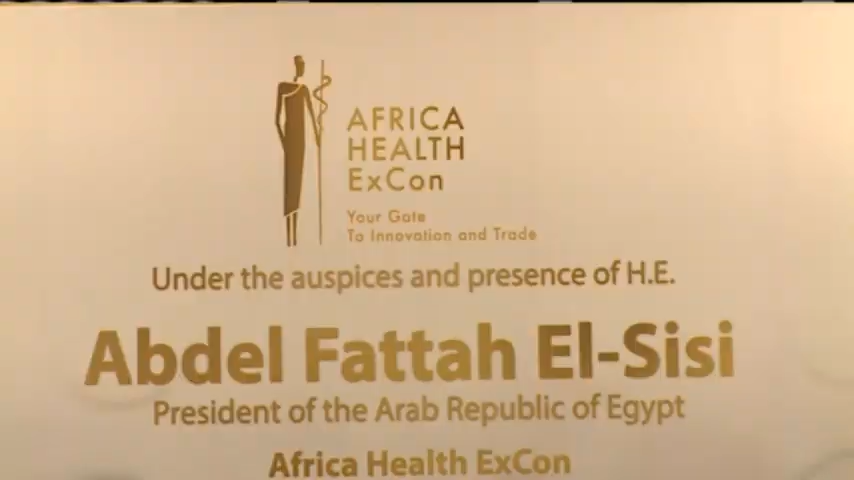 AFRICA
HEALTH
ExCon
Your Gate
To Innovation and Trade
Under the auspices and presence of H.E.
Abdel Fattah El-Sisi
President of the Arab Republic of Egypt
Africa Health ExCon